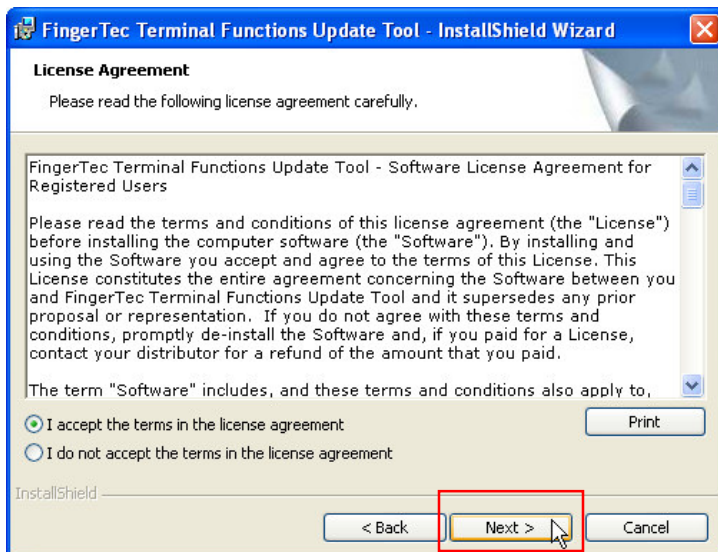 FingerTec Terminal Functions Update Tool - InstallShield Wizard
License Agreement
Please read the following license agreement carefully.
FingerTec Terminal Functions Update Tool - Software License Agreement for
Registered Users
Please read the terms and conditions of this license agreement (the "License")
before installing the computer software (the "Software"). By installing and
using the Software you accept and agree to the terms of this License. This
License constitutes the entire agreement concerning the Software between you
and FingerTec Terminal Functions Update Tool and it supersedes any prior
proposal or representation.  If you do not agree with these terms and
conditions, promptly de-install the Software and, if you paid for a License,
contact your distributor for a refund of the amount that you paid.
The term "Software" includes, and these terms and conditions also apply to,
I accept the terms in the license agreement
Print
I do not accept the terms in the license agreement
InstallShield
< Back
Next >
Cancel